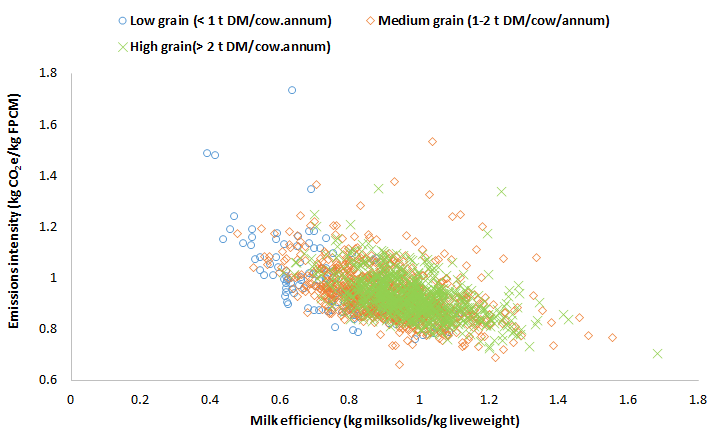 Low grain (< 1 t DM/cow.annum) Medium grain (1-2 t DM/cow/annum)
High grain(> 2 t DM/cow.annum)
1.8
1.6
1.4
1.2
1
0.8
0.6
Emissions intensity (kg CO2e/kg FPCM)
0 0.2 0.4 0.6 0.8 1 1.2 1.4 1.6 1.8
Milk efficiency (kg milksolids/kg liveweight)